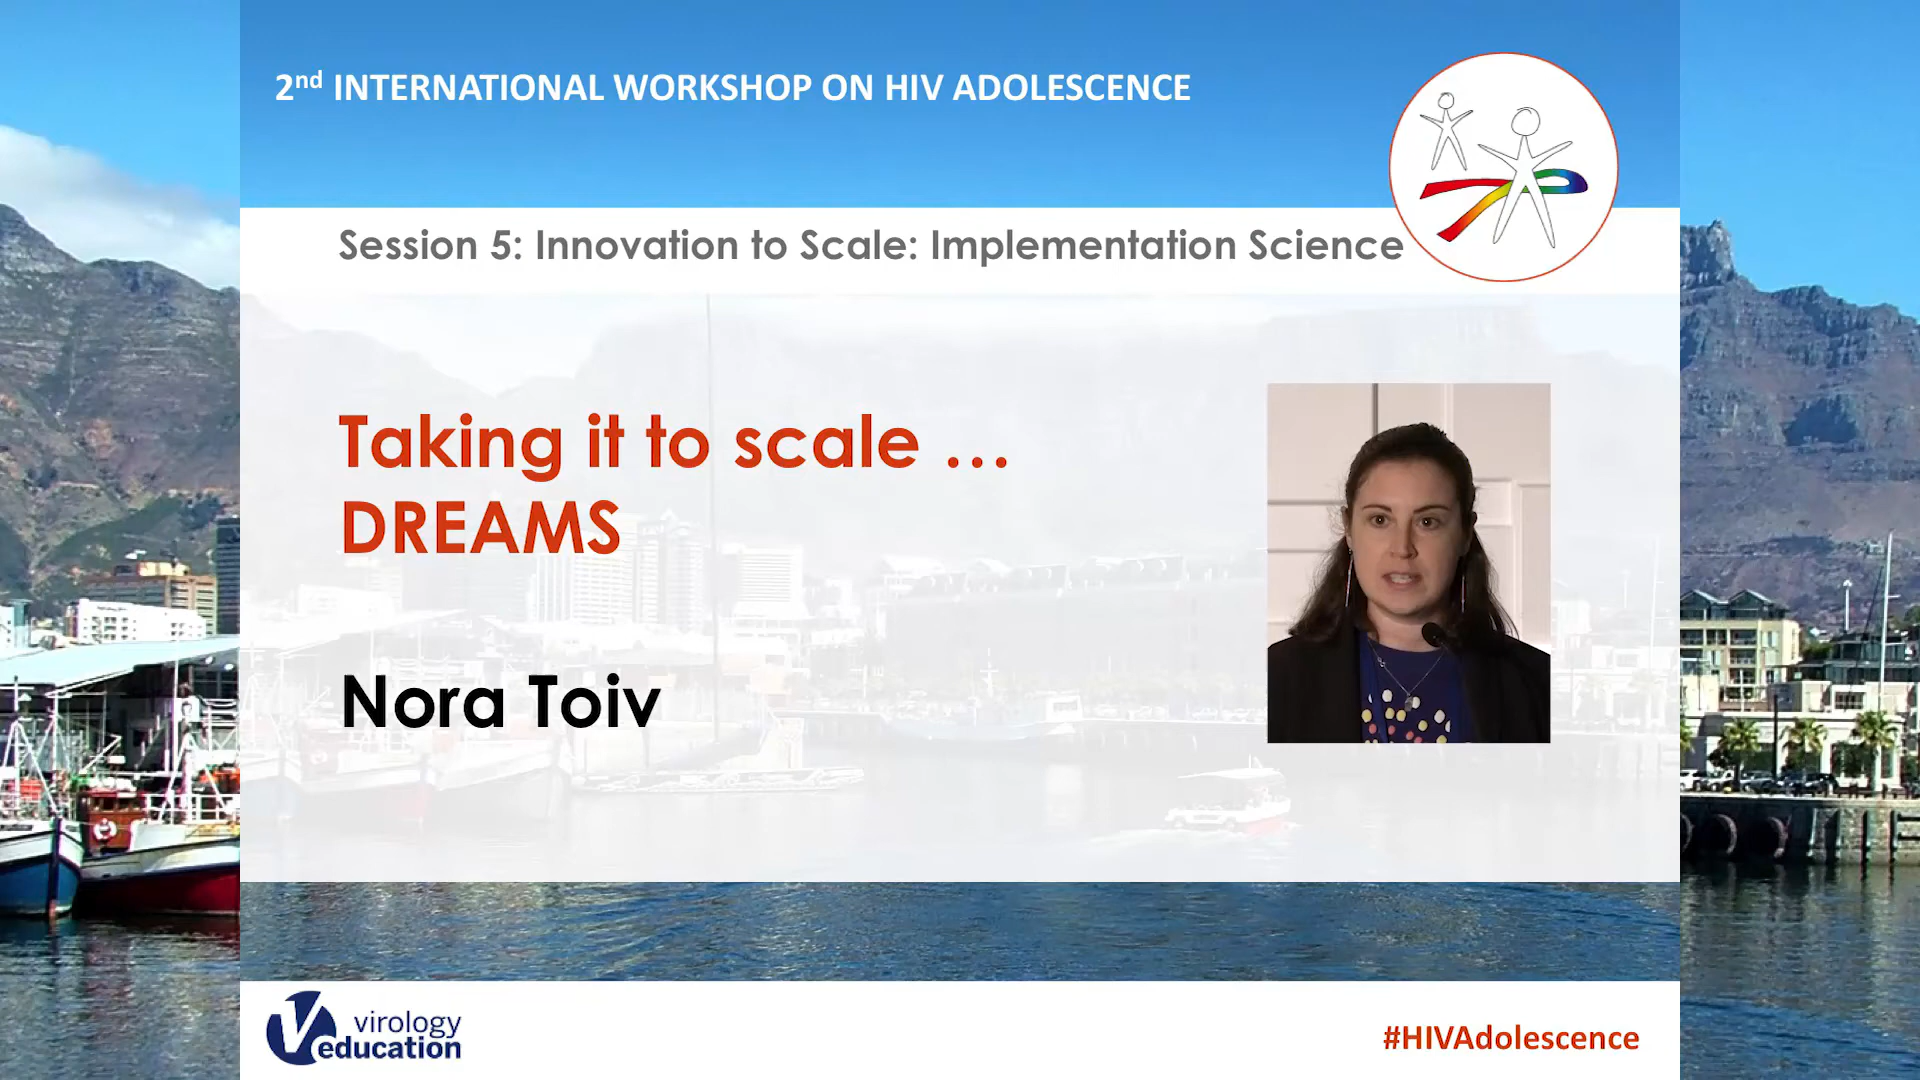 2nd INTERNATIONAL WORKSHOP ON HIV ADOLESCENCE
Session 5: Innovation to Scale: Implementation Science
Taking it to scale …
DREAMS
Nora Toiv
virology
education
#HIVAdolescence